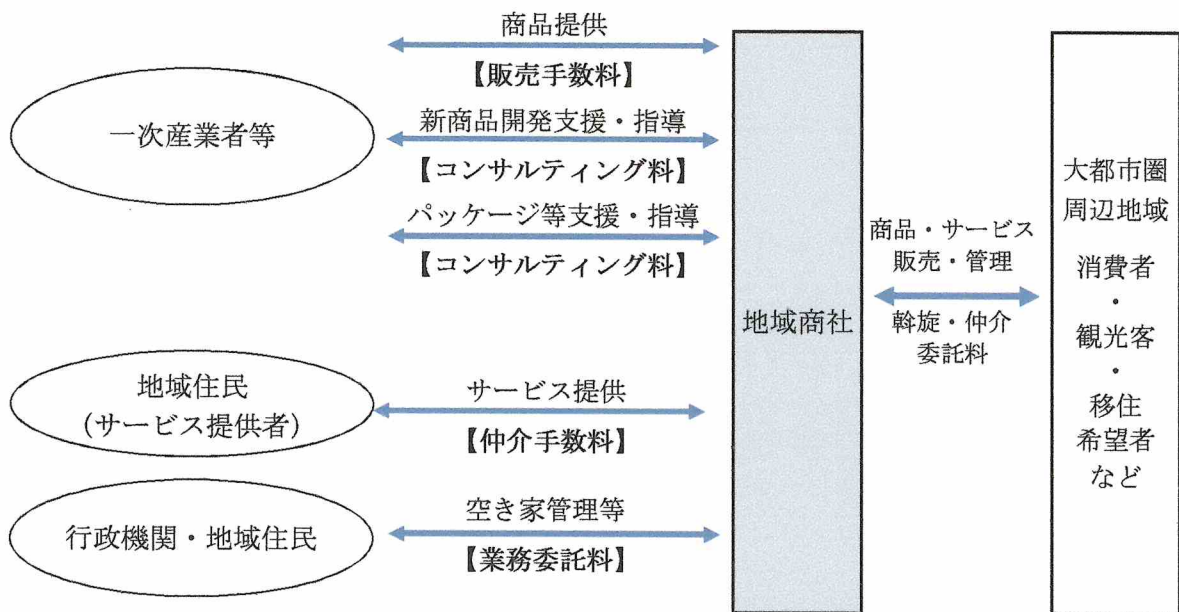 商品提供
【販売手数料】
一次産業者等
新商品開発支援・指導
【コンサルティング料】
パッケージ等支援・指導
【コンサルティング料】
地域住民
(サービス提供者)
サービス提供
【仲介手数料】
行政機関・地域住民
空き家管理等
【業務委託料】
地域商社
商品・サービス
販売・管理
斡旋・仲介
委託料
大都市圏
周辺地域
消費者
・
観光客
・
移住
希望者
など